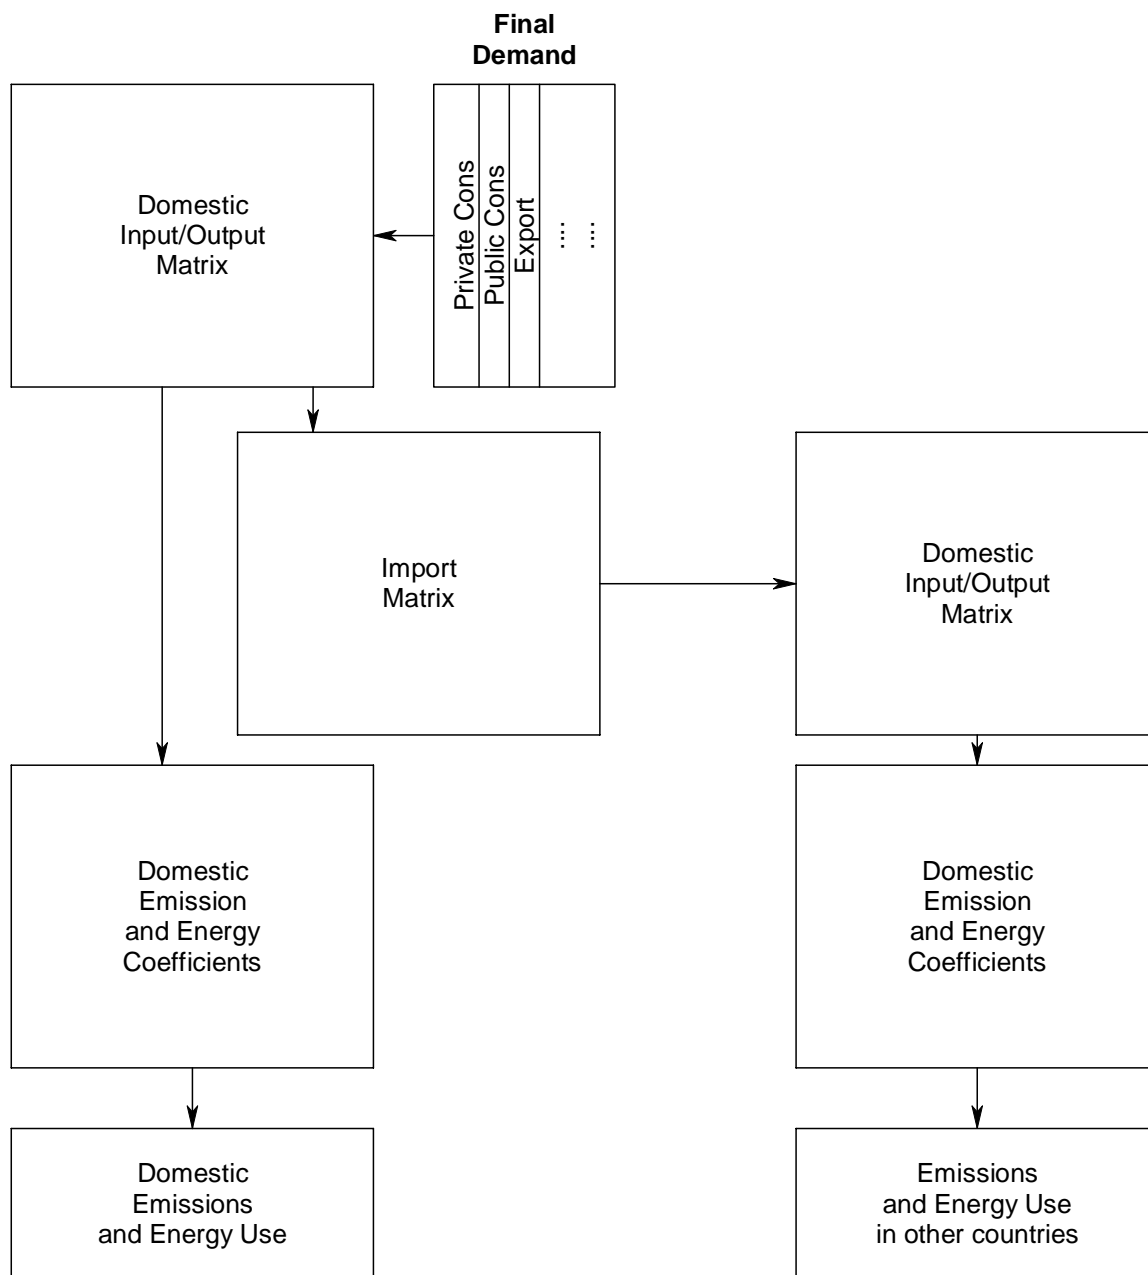 Final
Demand
Domestic
Input/Output
Matrix
Private Cons
Public Cons
Export
....
....
Import
Matrix
Domestic
Input/Output
Matrix
Domestic
Emission
and Energy
Coefficients
Domestic
Emission
and Energy
Coefficients
Domestic
Emissions
and Energy Use
Emissions
and Energy Use
in other countries